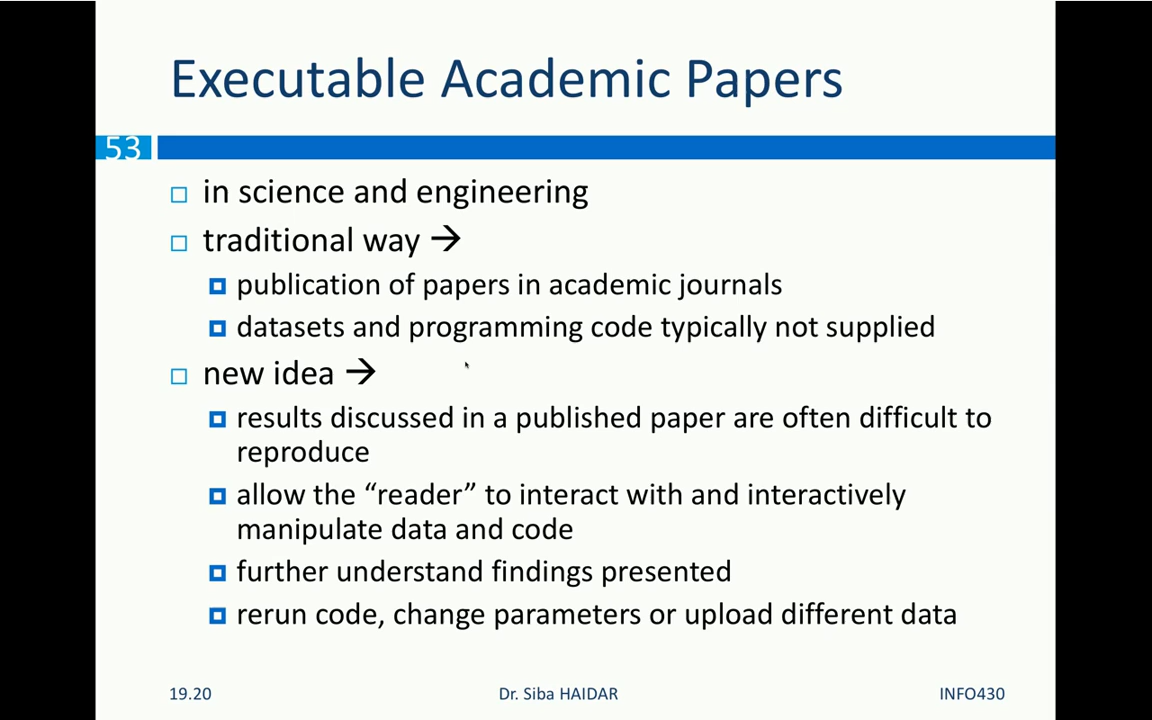 Executable Academic Papers
53
in science and engineering
traditional way →
publication of papers in academic journals
datasets and programming code typically not supplied
new idea →
results discussed in a published paper are often difficult to
reproduce
allow the “reader” to interact with and interactively
manipulate data and code
further understand findings presented
rerun code, change parameters or upload different data
19.20 Dr. Siba HAIDAR INFO430